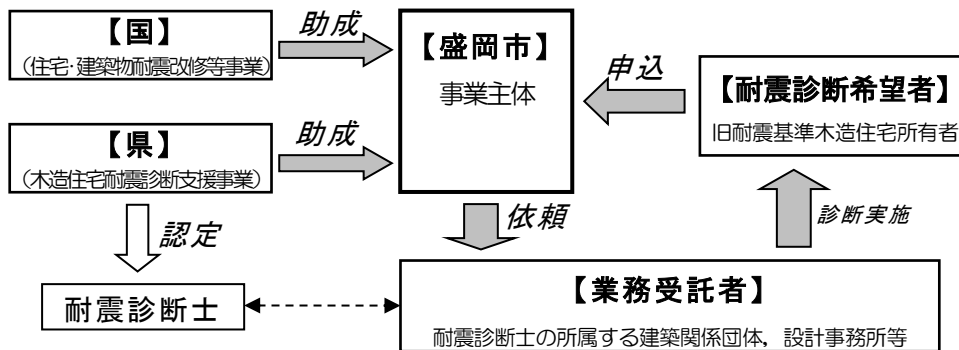 【国】
（住宅・建築物耐震改修等事業）
助成
【盛岡市】
事業主体
申込
【耐震診断希望者】
旧耐震基準木造住宅所有者
【県】
（木造住宅耐震診断支援事業）
助成
認定
依頼
診断実施
耐震診断士
【業務受託者】
耐震診断士の所属する建築関係団体，設計事務所等